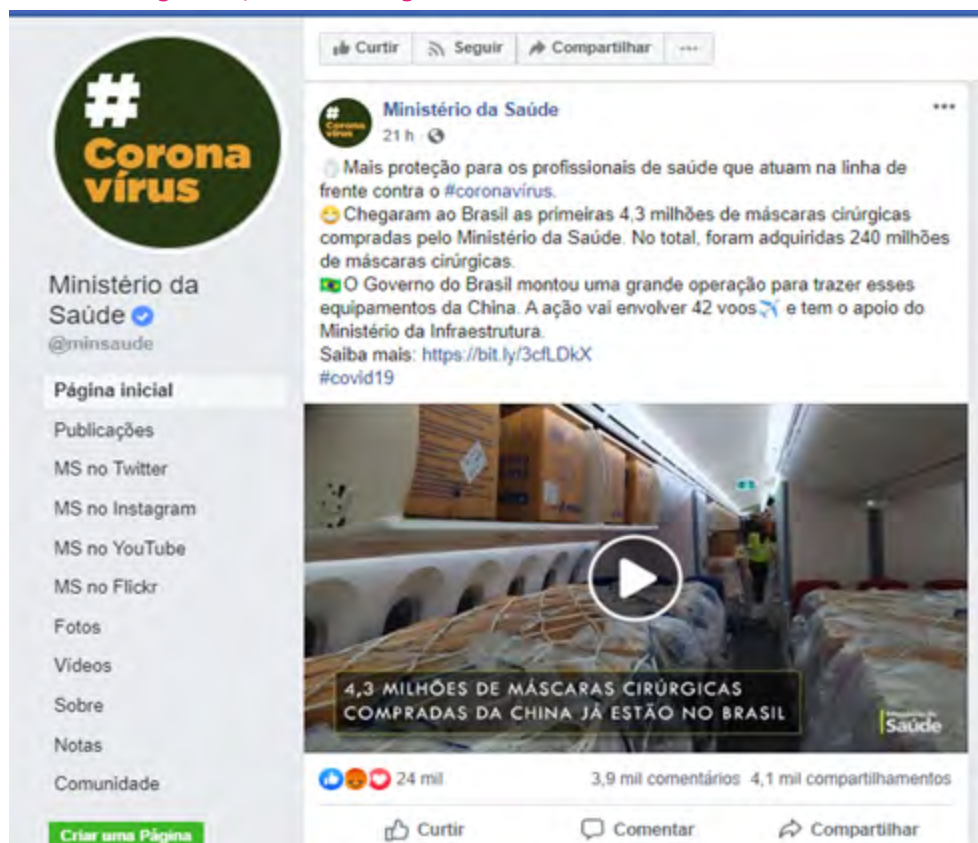 Curtir Seguir Compartilhar
#
Corona
vírus
Ministério da
Saúde
@minsaude
Página inicial
Publicações
MS no Twitter
MS no Instagram
MS no YouTube
MS no Flickr
Fotos
Vídeos
Sobre
Notas
Comunidade
Criar uma Página
#
Corona
vírus
Ministério da Saúde
21 h
Mais proteção para os profissionais de saúde que atuam na linha de
frente contra o #coronavírus.
Chegaram ao Brasil as primeiras 4,3 milhões de máscaras cirúrgicas
compradas pelo Ministério da Saúde. No total, foram adquiridas 240 milhões
de máscaras cirúrgicas.
O Governo do Brasil montou uma grande operação para trazer esses
equipamentos da China. A ação vai envolver 42 voos e tem o apoio do
Ministério da Infraestrutura.
Saiba mais: https://bit.ly/3cfLDkX
#covid19
4,3 MILHÕES DE MÁSCARAS CIRÚRGICAS
COMPRADAS DA CHINA JÁ ESTÃO NO BRASIL
Saúde
24 mil 3,9 mil comentários 4,1 mil compartilhamentos
Curtir Comentar Compartilhar